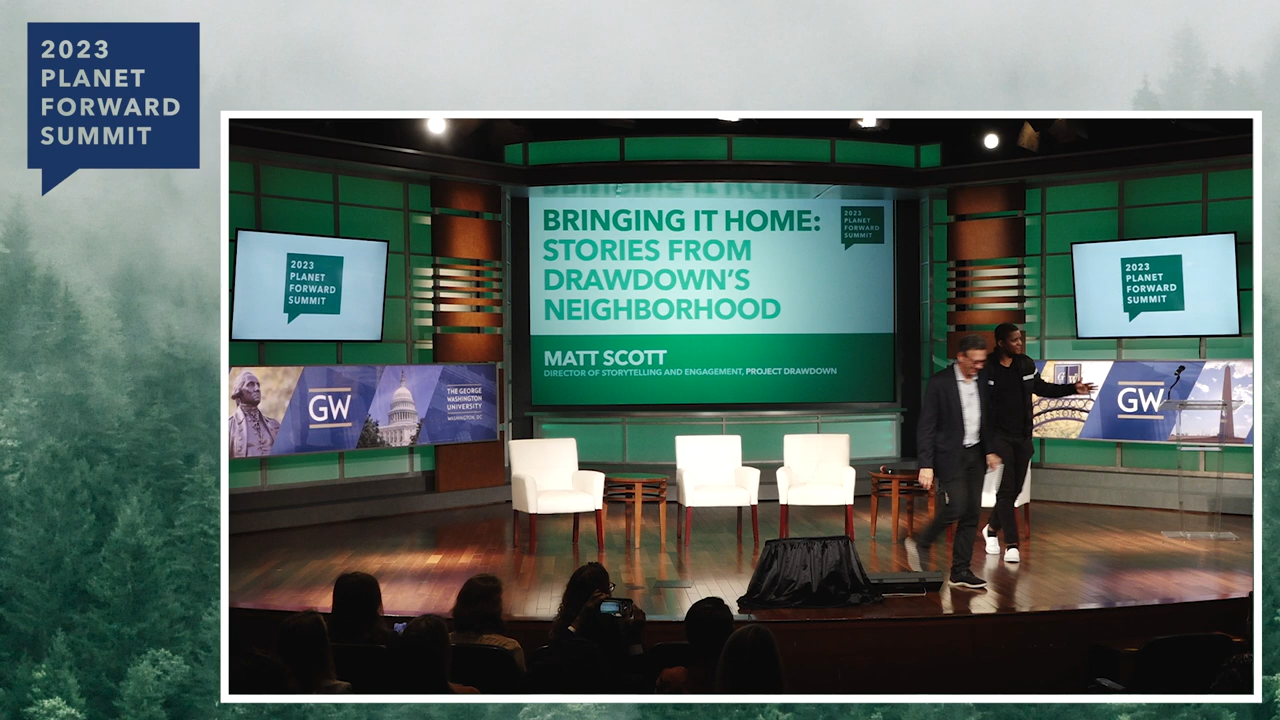 2023
PLANET
FORWARD
SUMMIT
BRINGING IT HOME:
STORIES FROM
DRAWDOWN'S
NEIGHBORHOOD
2023
PLANET
FORWARD
SUMMIT
MATT SCOTT
DIRECTOR OF STORYTELLING AND ENGAGEMENT, PROJECT DRAWDOWN
2023
PLANET
FORWARD
SUMMIT
2023
PLANET
FORWARD
SUMMIT
GW
THE GEORGE
WASHINGTON
UNIVERSITY
WASHINGTON, DC
GW